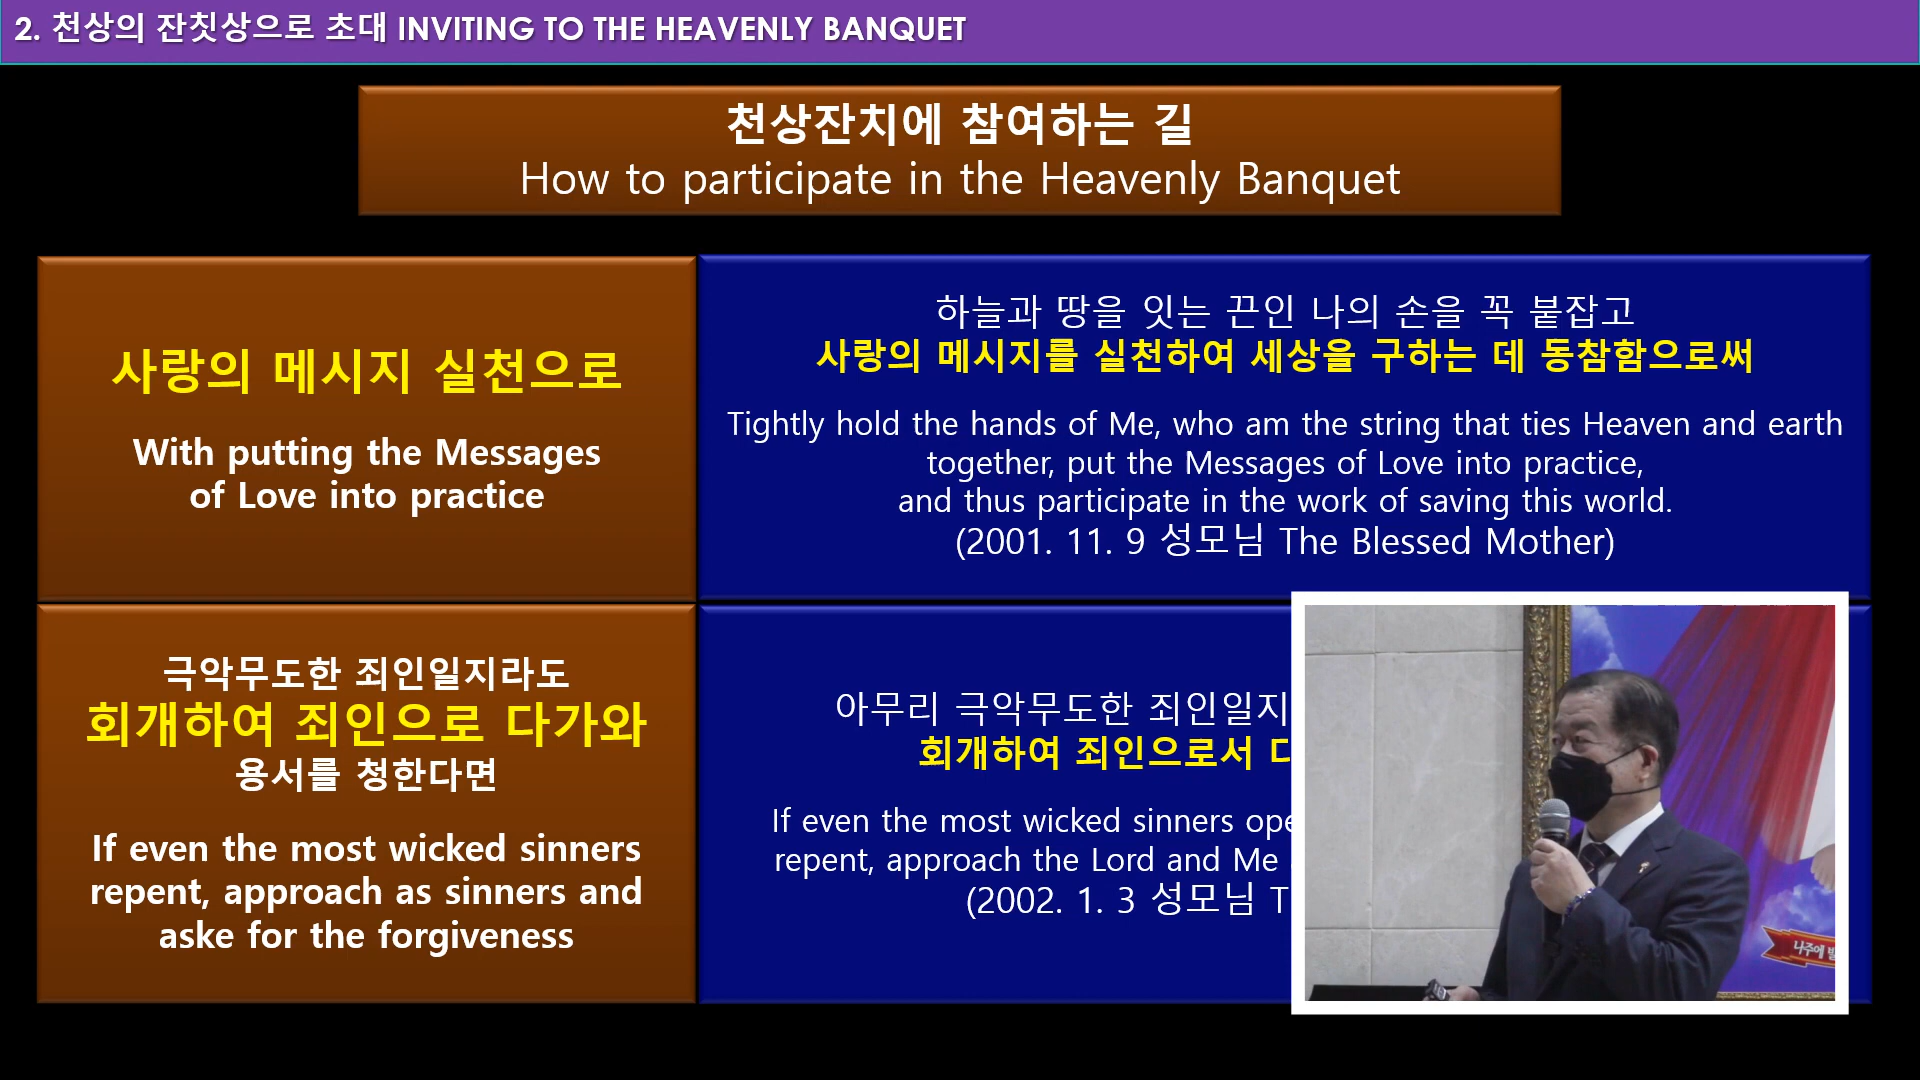 2. 천상의 잔칫상으로 초대 INVITING TO THE HEAVENLY BANQUET
천상잔치에 참여하는 길
How to participate in the Heavenly Banquet
사랑의 메시지 실천으로
With putting the Messages
of Love into practice
하늘과 땅을 잇는 끈인 나의 손을 꼭 붙잡고
사랑의 메시지를 실천하여 세상을 구하는 데 동참함으로써
Tightly hold the hands of Me, who am the string that ties Heaven and earth
together, put the Messages of Love into practice,
and thus participate in the work of saving this world.
(2001. 11. 9 성모님 The Blessed Mother)
극악무도한 죄인일지라도
회개하여 죄인으로 다가와
용서를 청한다면
If even the most wicked sinners
repent, approach as sinners and
aske for the forgiveness
아무리 극악무도한 죄인일지
회개하여 죄인으로서
If even the most wicked sinners
repent, approach the Lord and Me
(2002. 1. 3 성모님
나주에